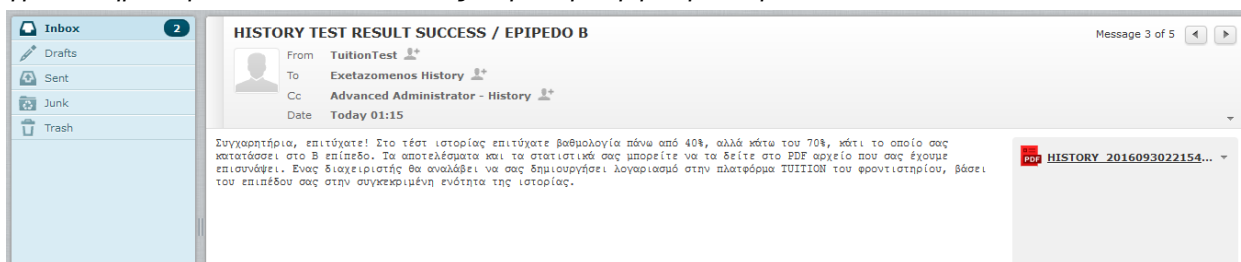 Inbox 2
Drafts
Sent
Junk
Trash
HISTORY TEST RESULT SUCCESS / EPIPEDO B
Message 3 of 5
From TuitionTest
To Exetazomenos History
Cc Advanced Administrator - History
Date Today 01:15
Συγχαρητήρια, επιτύχατε! Στο τέστ ιστορίας επιτύχατε βαθμολογία πάνω από 40%, αλλά κάτω του 70%, κάτι το οποίο σας
κατατάσσει στο Β επίπεδο. Τα αποτελέσματα και τα στατιστικά σας μπορείτε να τα δείτε στο PDF αρχείο που σας έχουμε
επισυνάψει. Ενας διαχειριστής θα αναλάβει να σας δημιουργήσει λογαριασμό στην πλατφόρμα TUITION του φροντιστηρίου, βάσει
του επιπέδου σας στην συγκεκριμένη ενότητα της ιστορίας.
PDF HISTORY_2016093022154...